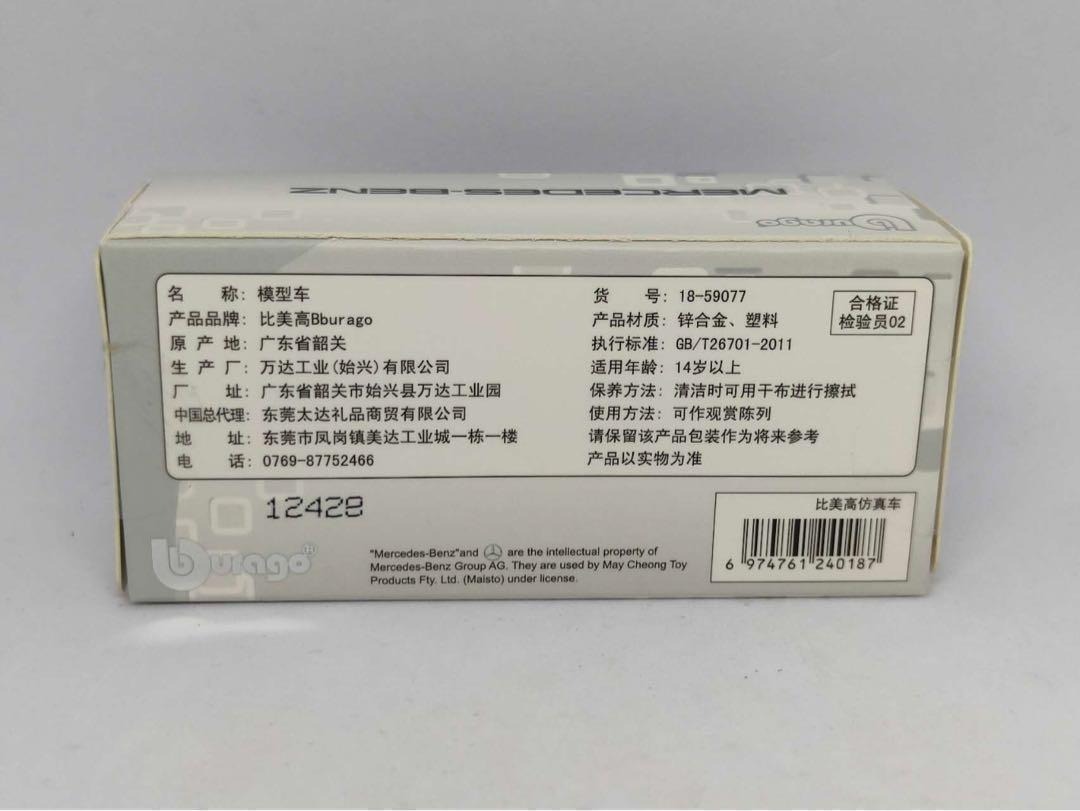 MERCEDES-BENZ
Bburago
名 称: 模型车
产品品牌: 比美高Bburago
原 产 地: 广东省韶关
生 产 厂: 万达工业(始兴)有限公司
厂 址: 广东省韶关市始兴县万达工业园
中国总代理: 东莞太达礼品商贸有限公司
地 址: 东莞市凤岗镇美达工业城一栋一楼
电 话: 0769-87752466
货 号: 18-59077
产品材质: 锌合金、塑料
执行标准: GB/T26701-2011
适用年龄: 14岁以上
保养方法: 清洁时可用干布进行擦拭
使用方法: 可作观赏陈列
请保留该产品包装作为将来参考
产品以实物为准
合格证
检验员02
12428
Bburago®
"Mercedes-Benz"and are the intellectual property of
Mercedes-Benz Group AG. They are used by May Cheong Toy
Products Fty. Ltd. (Maisto) under license.
比美高仿真车
6 974761 240187